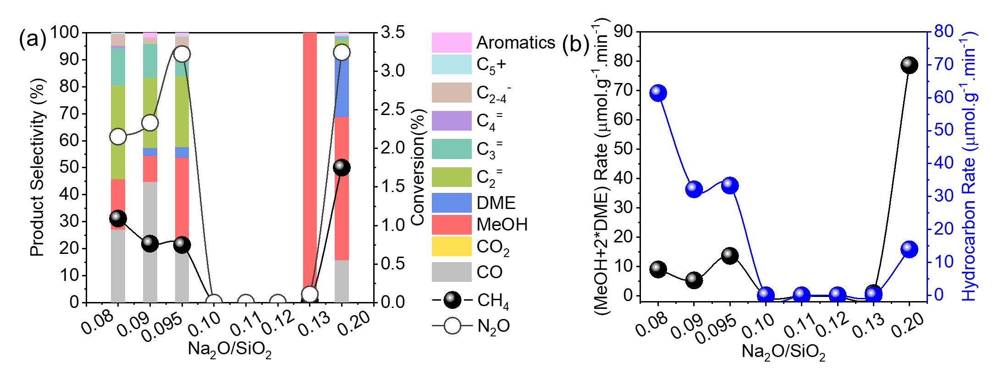 (a)
Product Selectivity (%)
100
90
80
70
60
50
40
30
20
10
0
3.5
3.0
2.5
2.0
1.5
1.0
0.5
0.0
Conversion(%)
0.08
0.09
0.095
0.10
0.11
0.12
0.13
0.20
Na₂O/SiO₂
Aromatics
C₅+
C₂₋₄⁻
C₄⁼
C₃⁼
C₂⁼
DME
MeOH
CO₂
CO
CH₄
N₂O
(b)
(MeOH+2*DME) Rate (μmol.g⁻¹.min⁻¹)
90
80
70
60
50
40
30
20
10
0
80
70
60
50
40
30
20
10
0
Hydrocarbon Rate (μmol.g⁻¹.min⁻¹)
0.08
0.09
0.095
0.10
0.11
0.12
0.13
0.20
Na₂O/SiO₂